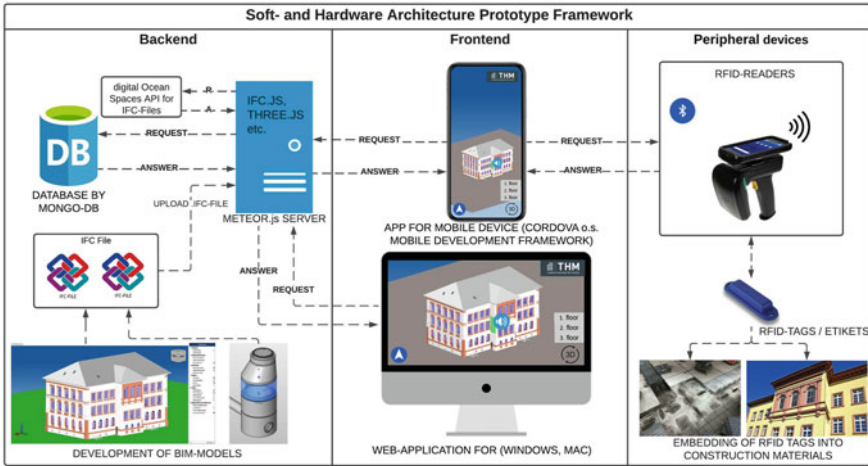 Soft- and Hardware Architecture Prototype Framework
Backend
Frontend
Peripheral devices
digital Ocean
Spaces API for
IFC-Files
R
A
IFC.JS,
THREE.JS
etc.
REQUEST
ANSWER
DB
DATABASE BY
MONGO-DB
UPLOAD .IFC-FILE
METEOR.js SERVER
IFC File
IFC-FILE
IFC-FILE
ANSWER
REQUEST
DEVELOPMENT OF BIM-MODELS
REQUEST
ANSWER
THM
1. floor
2. floor
3. floor
3D
APP FOR MOBILE DEVICE (CORDOVA o.s.
MOBILE DEVELOPMENT FRAMEWORK)
THM
1. floor
2. floor
3. floor
3D
WEB-APPLICATION FOR (WINDOWS, MAC)
REQUEST
ANSWER
RFID-READERS
RFID-TAGS / ETIKETS
EMBEDDING OF RFID TAGS INTO
CONSTRUCTION MATERIALS